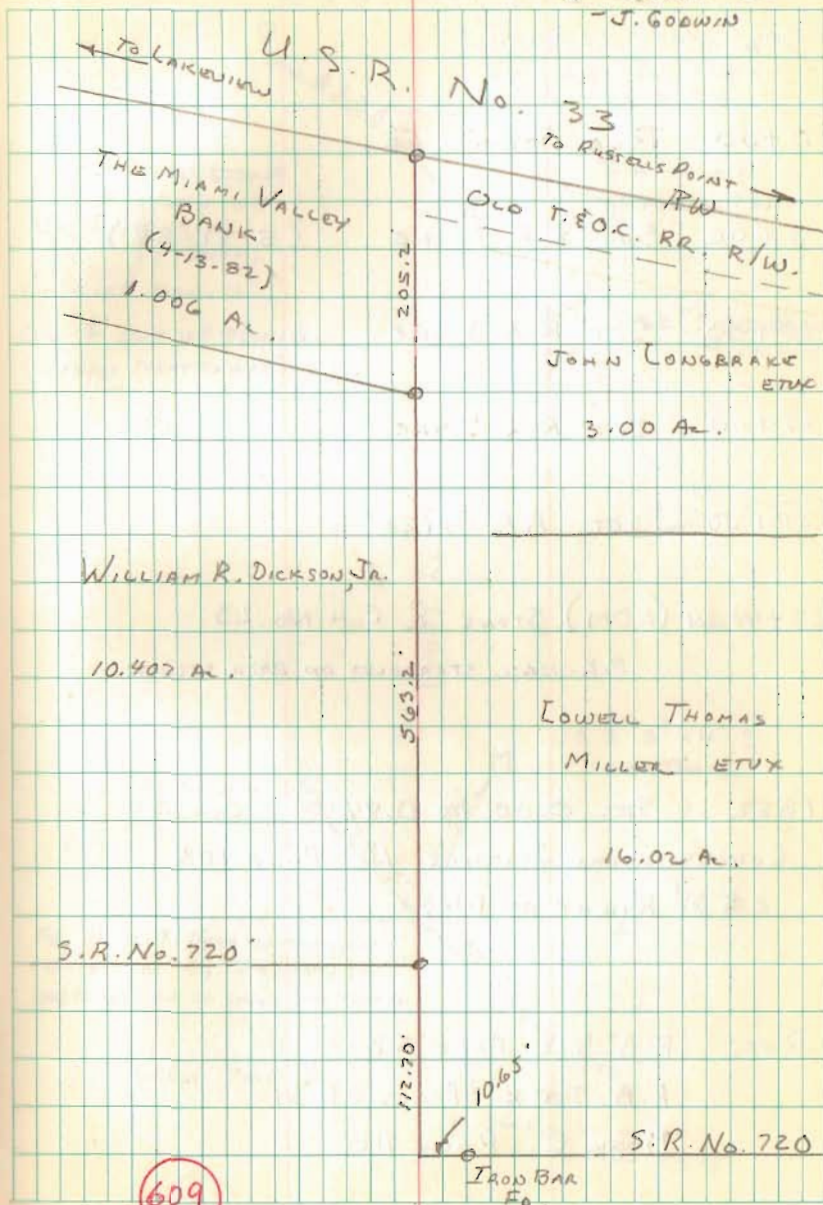 -J. GODWIN
TO LAKEVIEW
U.S.R. No. 33
TO RUSSELLS POINT
R/W
OLD T.&O.C. RR. R/W.
THE MIAMI VALLEY
BANK
(4-13-82)
1.006 Ac.
205.2
JOHN LONGBRAKE
ETUX
3.00 Ac.
WILLIAM R. DICKSON, JR.
10.407 Ac.
563.2
LOWELL THOMAS
MILLER ETUX
16.02 Ac.
S.R. No. 720
112.70'
10.65'
S.R. No. 720
IRON BAR
FD.
609